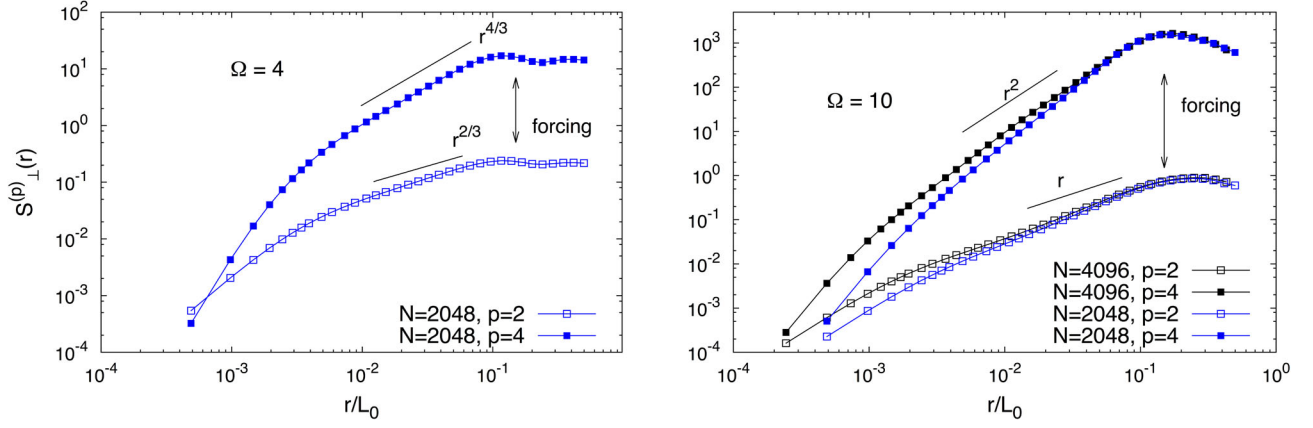 S⊥^(p)(r)
10^2
10^1
10^0
10^-1
10^-2
10^-3
10^-4
Ω = 4
r^4/3
r^2/3
forcing
N=2048, p=2
N=2048, p=4
10^-4
10^-3
10^-2
10^-1
r/L_0
10^3
10^2
10^1
10^0
10^-1
10^-2
10^-3
10^-4
Ω = 10
r^2
r
forcing
N=4096, p=2
N=4096, p=4
N=2048, p=2
N=2048, p=4
10^-4
10^-3
10^-2
10^-1
10^0
r/L_0